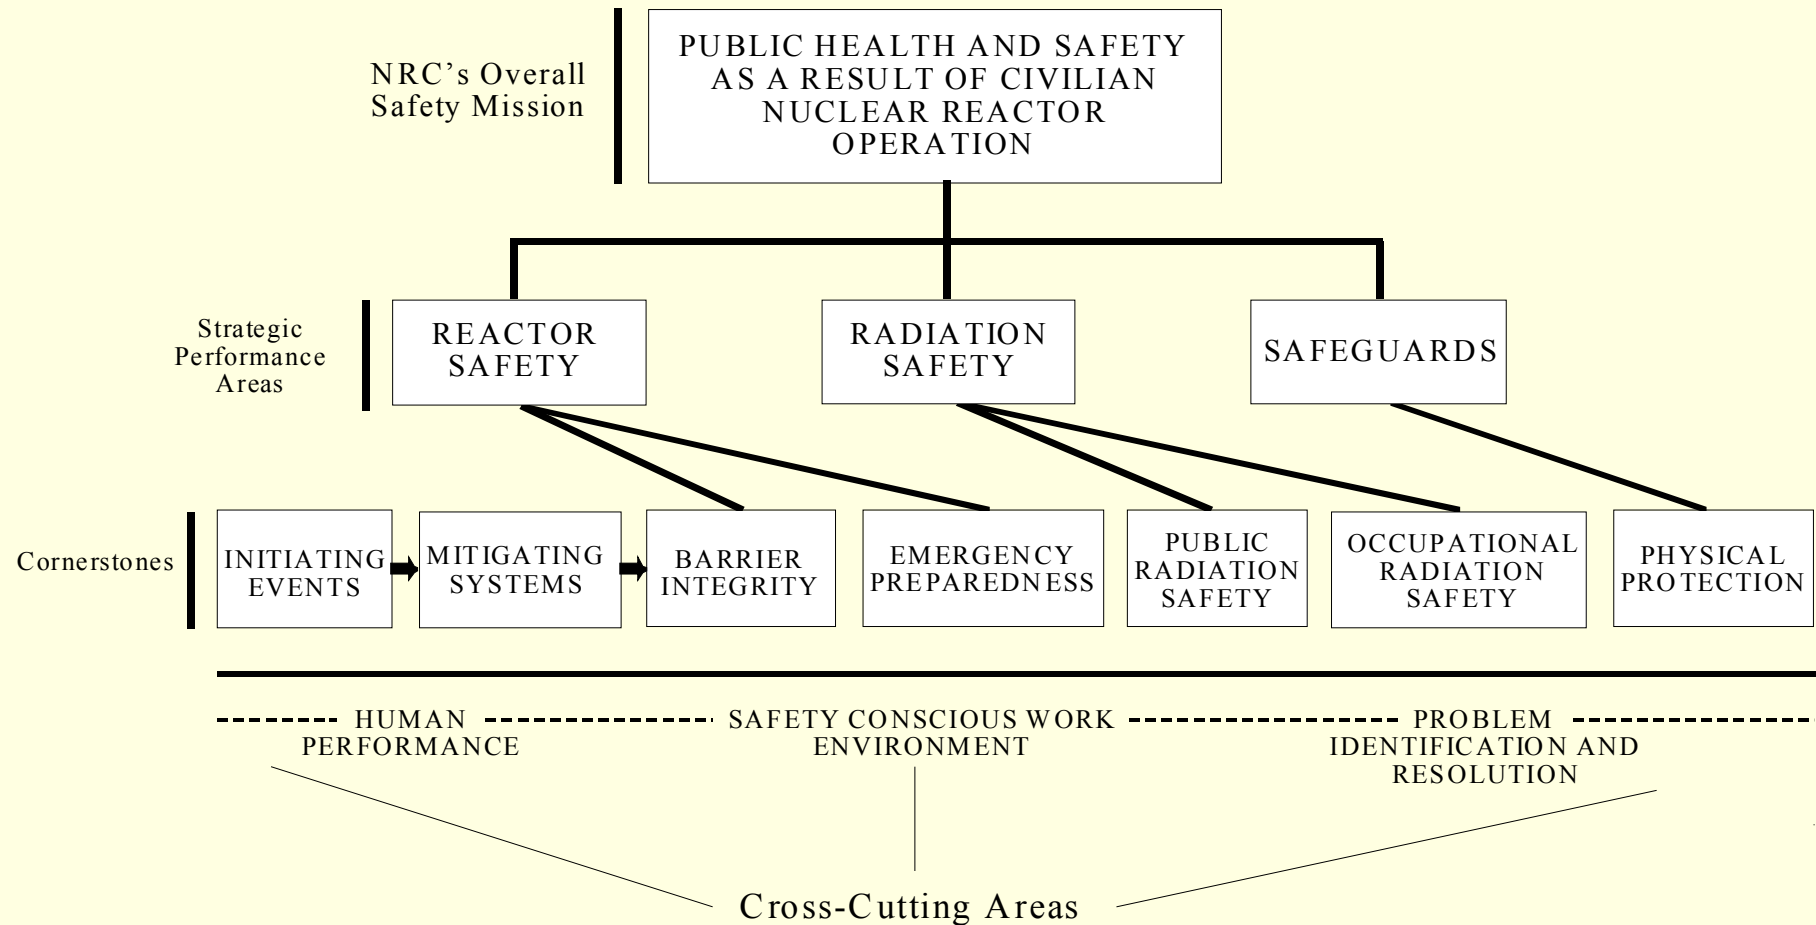 NRC's Overall
Safety Mission
PUBLIC HEALTH AND SAFETY
AS A RESULT OF CIVILIAN
NUCLEAR REACTOR
OPERATION
Strategic
Performance
Areas
REACTOR
SAFETY
RADIATION
SAFETY
SAFEGUARDS
Cornerstones
INITIATING
EVENTS
MITIGATING
SYSTEMS
BARRIER
INTEGRITY
EMERGENCY
PREPAREDNESS
PUBLIC
RADIATION
SAFETY
OCCUPATIONAL
RADIATION
SAFETY
PHYSICAL
PROTECTION
HUMAN
PERFORMANCE
SAFETY CONSCIOUS WORK
ENVIRONMENT
PROBLEM
IDENTIFICATION AND
RESOLUTION
Cross-Cutting Areas